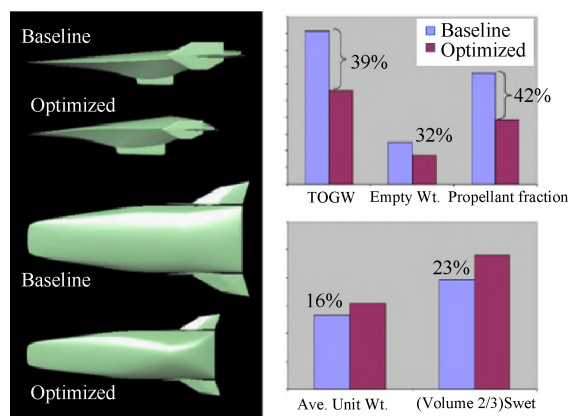 Baseline
Optimized
Baseline
Optimized
Baseline
Optimized
39%
32%
42%
TOGW
Empty Wt.
Propellant fraction
16%
23%
Ave. Unit Wt.
(Volume 2/3)Swet